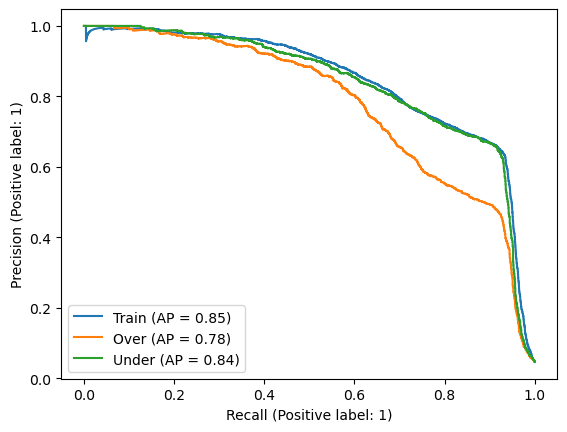 1.0
0.8
0.6
0.4
0.2
0.0
Precision (Positive label: 1)
Train (AP = 0.85)
Over (AP = 0.78)
Under (AP = 0.84)
0.0 0.2 0.4 0.6 0.8 1.0
Recall (Positive label: 1)